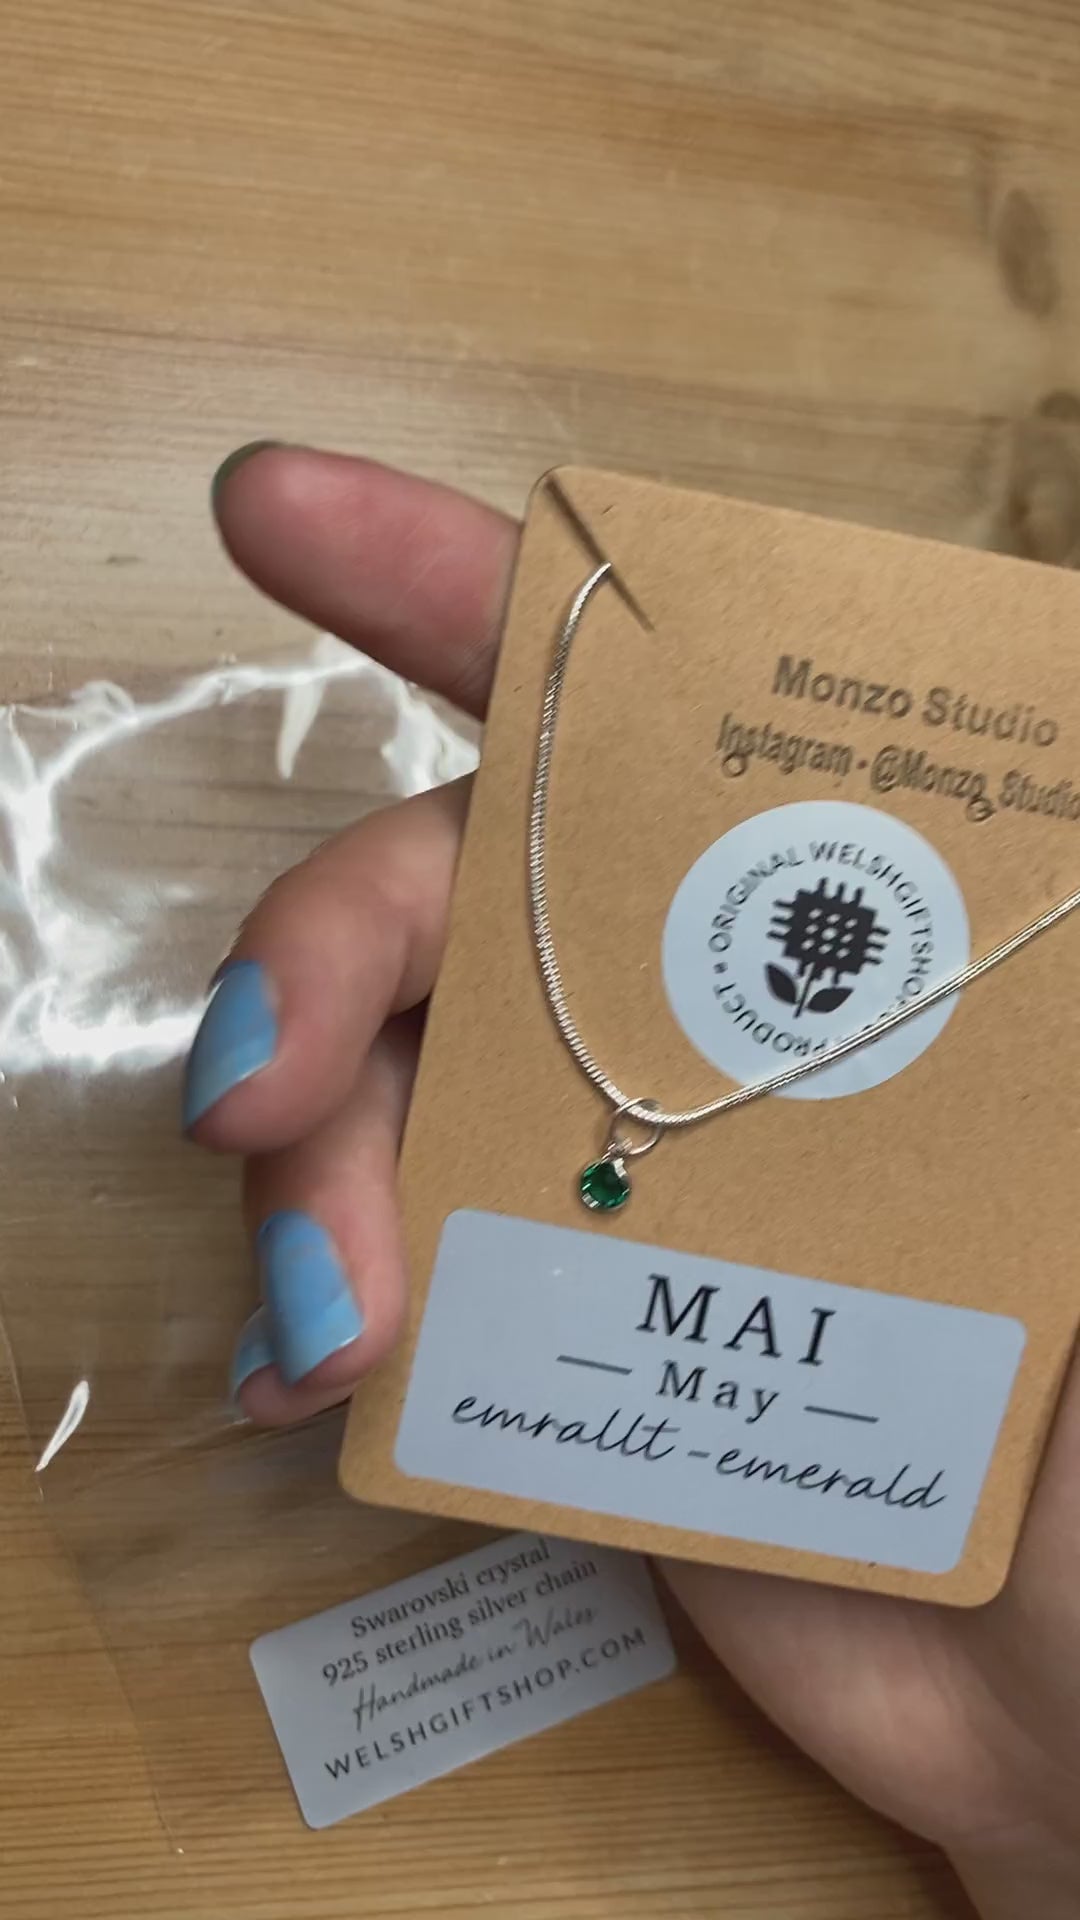 Monzo Studio
Instagram - @Monzo_Studio
ORIGINAL WELSHGIFTSHOP
PRODUCT
MAI
May
emrallt - emerald
Swarovski crystal
925 sterling silver chain
Handmade in Wales
WELSHGIFTSHOP.COM